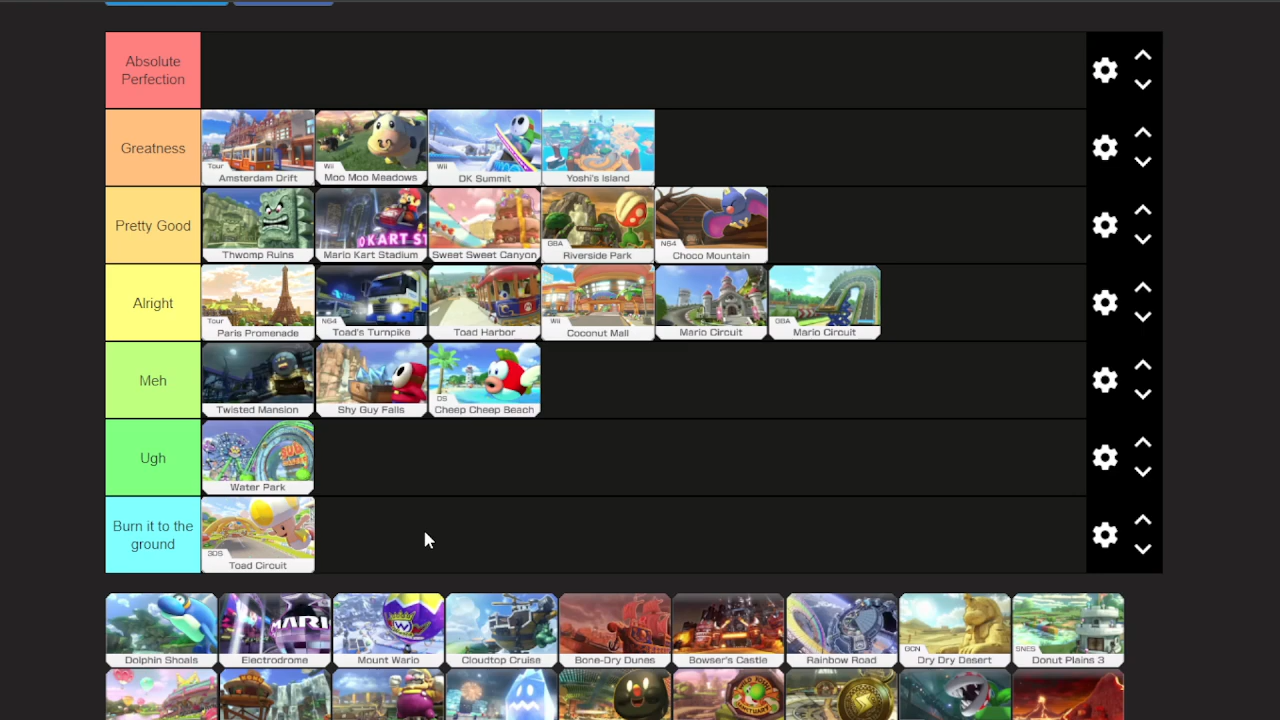 Absolute
Perfection
Greatness
Tour
Amsterdam Drift
Wii
Moo Moo Meadows
Wii
DK Summit
Yoshi's Island
Pretty Good
Thwomp Ruins
Mario Kart Stadium
Sweet Sweet Canyon
GBA
Riverside Park
N64
Choco Mountain
Alright
Tour
Paris Promenade
N64
Toad's Turnpike
Toad Harbor
Wii
Coconut Mall
Mario Circuit
GBA
Mario Circuit
Meh
Twisted Mansion
Shy Guy Falls
DS
Cheep Cheep Beach
Ugh
Water Park
Burn it to the
ground
3DS
Toad Circuit
Dolphin Shoals
Electrodrome
Mount Wario
Cloudtop Cruise
Bone-Dry Dunes
Bowser's Castle
Rainbow Road
GCN
Dry Dry Desert
SNES
Donut Plains 3